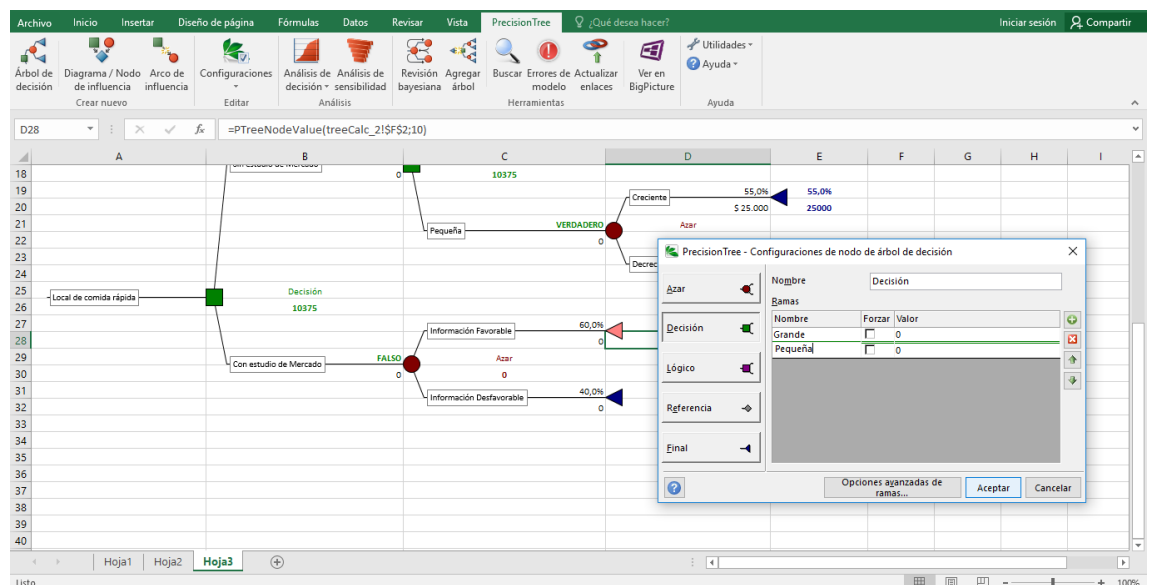 Archivo Inicio Insertar Diseño de página Fórmulas Datos Revisar Vista PrecisionTree ¿Qué desea hacer? Iniciar sesión Compartir
Árbol de decisión Diagrama / Nodo de influencia Arco de influencia Configuraciones Análisis de decisión Análisis de sensibilidad Revisión bayesiana Agregar árbol Buscar Errores de modelo Actualizar enlaces Ver en BigPicture Utilidades
Ayuda
Crear nuevo Editar Análisis Herramientas Ayuda
D28 fx =PTreeNodeValue(treeCalc_2!$F$2;10)
A B C D E F G H I
18 0 10375
19 Creciente 55,0% 55,0%
20 $ 25.000 25000
21 Pequeña VERDADERO Azar
22 0
23 Decrec
24
25 Local de comida rápida Decisión
26 10375
27 Información Favorable 60,0%
28 0
29 Con estudio de Mercado FALSO Azar
30 0 0
31 Información Desfavorable 40,0%
32 0
33
34
35
36
37
38
39
40
PrecisionTree - Configuraciones de nodo de árbol de decisión
Azar
Decisión
Lógico
Referencia
Final
Nombre Decisión
Ramas
Nombre Forzar Valor
Grande 0
Pequeña 0
Opciones avanzadas de ramas... Aceptar Cancelar
Hoja1 Hoja2 Hoja3
Listo 100%